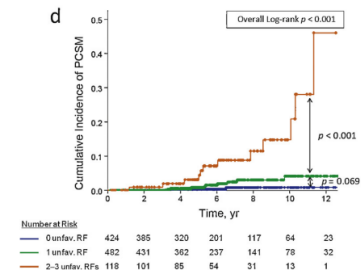 d
Overall Log-rank p < 0.001
Cumulative Incidence of PCSM
0.5
0.4
0.3
0.2
0.1
0.0
p < 0.001
p = 0.069
0 2 4 6 8 10 12
Time, yr
Number at Risk
0 unfav. RF 424 385 320 201 117 64 23
1 unfav. RF 482 431 362 237 141 78 32
2–3 unfav. RFs 118 101 85 54 31 13 1